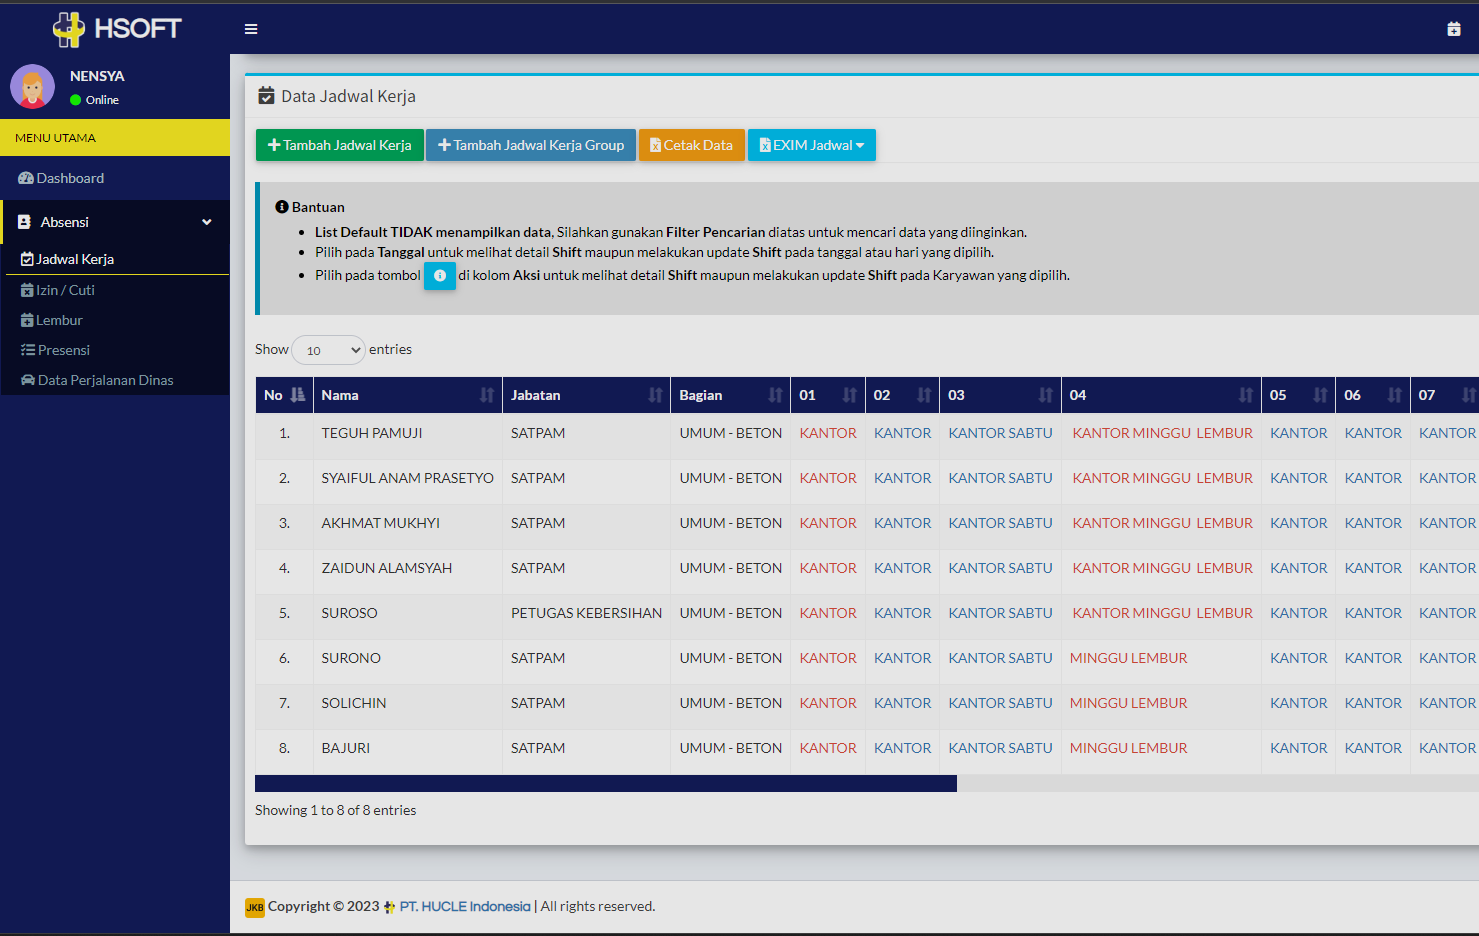 HSOFT
NENSYA
Online
MENU UTAMA
Dashboard
Absensi
Jadwal Kerja
Izin / Cuti
Lembur
Presensi
Data Perjalanan Dinas
Data Jadwal Kerja
Tambah Jadwal Kerja Tambah Jadwal Kerja Group Cetak Data EXIM Jadwal
Bantuan
List Default TIDAK menampilkan data, Silahkan gunakan Filter Pencarian diatas untuk mencari data yang diinginkan.
Pilih pada Tanggal untuk melihat detail Shift maupun melakukan update Shift pada tanggal atau hari yang dipilih.
Pilih pada tombol di kolom Aksi untuk melihat detail Shift maupun melakukan update Shift pada Karyawan yang dipilih.
Show 10 entries
No Nama Jabatan Bagian 01 02 03 04 05 06 07
1. TEGUH PAMUJI SATPAM UMUM - BETON KANTOR KANTOR KANTOR SABTU KANTOR MINGGU LEMBUR KANTOR KANTOR KANTOR
2. SYAIFUL ANAM PRASETYO SATPAM UMUM - BETON KANTOR KANTOR KANTOR SABTU KANTOR MINGGU LEMBUR KANTOR KANTOR KANTOR
3. AKHMAT MUKHYI SATPAM UMUM - BETON KANTOR KANTOR KANTOR SABTU KANTOR MINGGU LEMBUR KANTOR KANTOR KANTOR
4. ZAIDUN ALAMSYAH SATPAM UMUM - BETON KANTOR KANTOR KANTOR SABTU KANTOR MINGGU LEMBUR KANTOR KANTOR KANTOR
5. SUROSO PETUGAS KEBERSIHAN UMUM - BETON KANTOR KANTOR KANTOR SABTU KANTOR MINGGU LEMBUR KANTOR KANTOR KANTOR
6. SURONO SATPAM UMUM - BETON KANTOR KANTOR KANTOR SABTU MINGGU LEMBUR KANTOR KANTOR KANTOR
7. SOLICHIN SATPAM UMUM - BETON KANTOR KANTOR KANTOR SABTU MINGGU LEMBUR KANTOR KANTOR KANTOR
8. BAJURI SATPAM UMUM - BETON KANTOR KANTOR KANTOR SABTU MINGGU LEMBUR KANTOR KANTOR KANTOR
Showing 1 to 8 of 8 entries
JKB Copyright © 2023 PT. HUCLE Indonesia | All rights reserved.